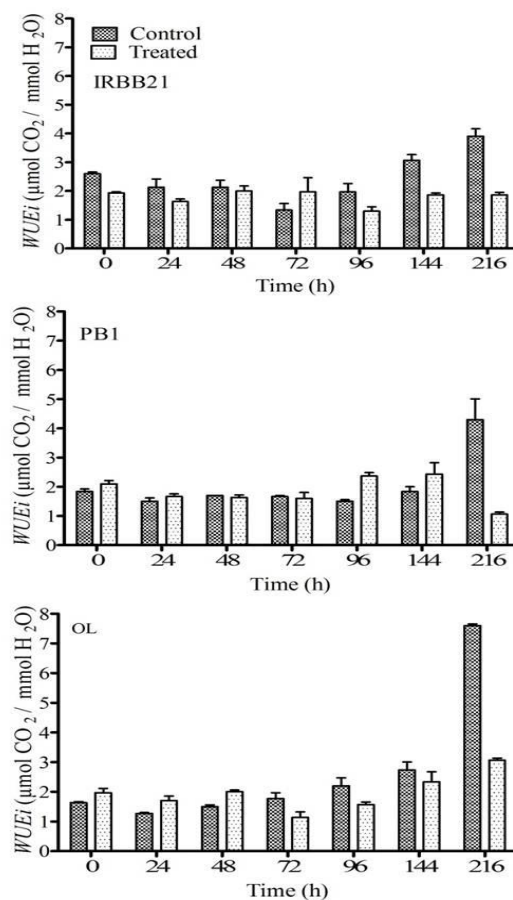 Control
Treated
IRBB21
WUEi (µmol CO2 / mmol H2O)
8
7
6
5
4
3
2
1
0
0 24 48 72 96 144 216
Time (h)
PB1
WUEi (µmol CO2 / mmol H2O)
8
7
6
5
4
3
2
1
0
0 24 48 72 96 144 216
Time (h)
OL
WUEi (µmol CO2 / mmol H2O)
8
7
6
5
4
3
2
1
0
0 24 48 72 96 144 216
Time (h)